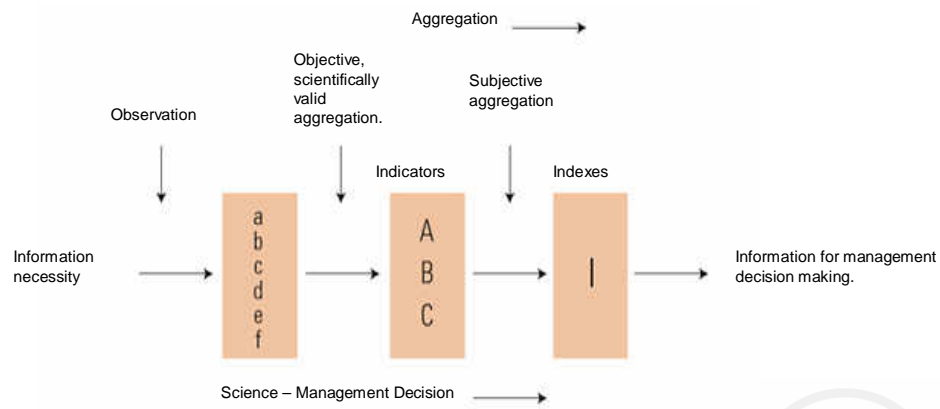 Aggregation
Objective,
scientifically
valid
aggregation.
Subjective
aggregation
Observation
Indicators
Indexes
Information
necessity
a
b
c
d
e
f
A
B
C
I
Information for management
decision making.
Science – Management Decision